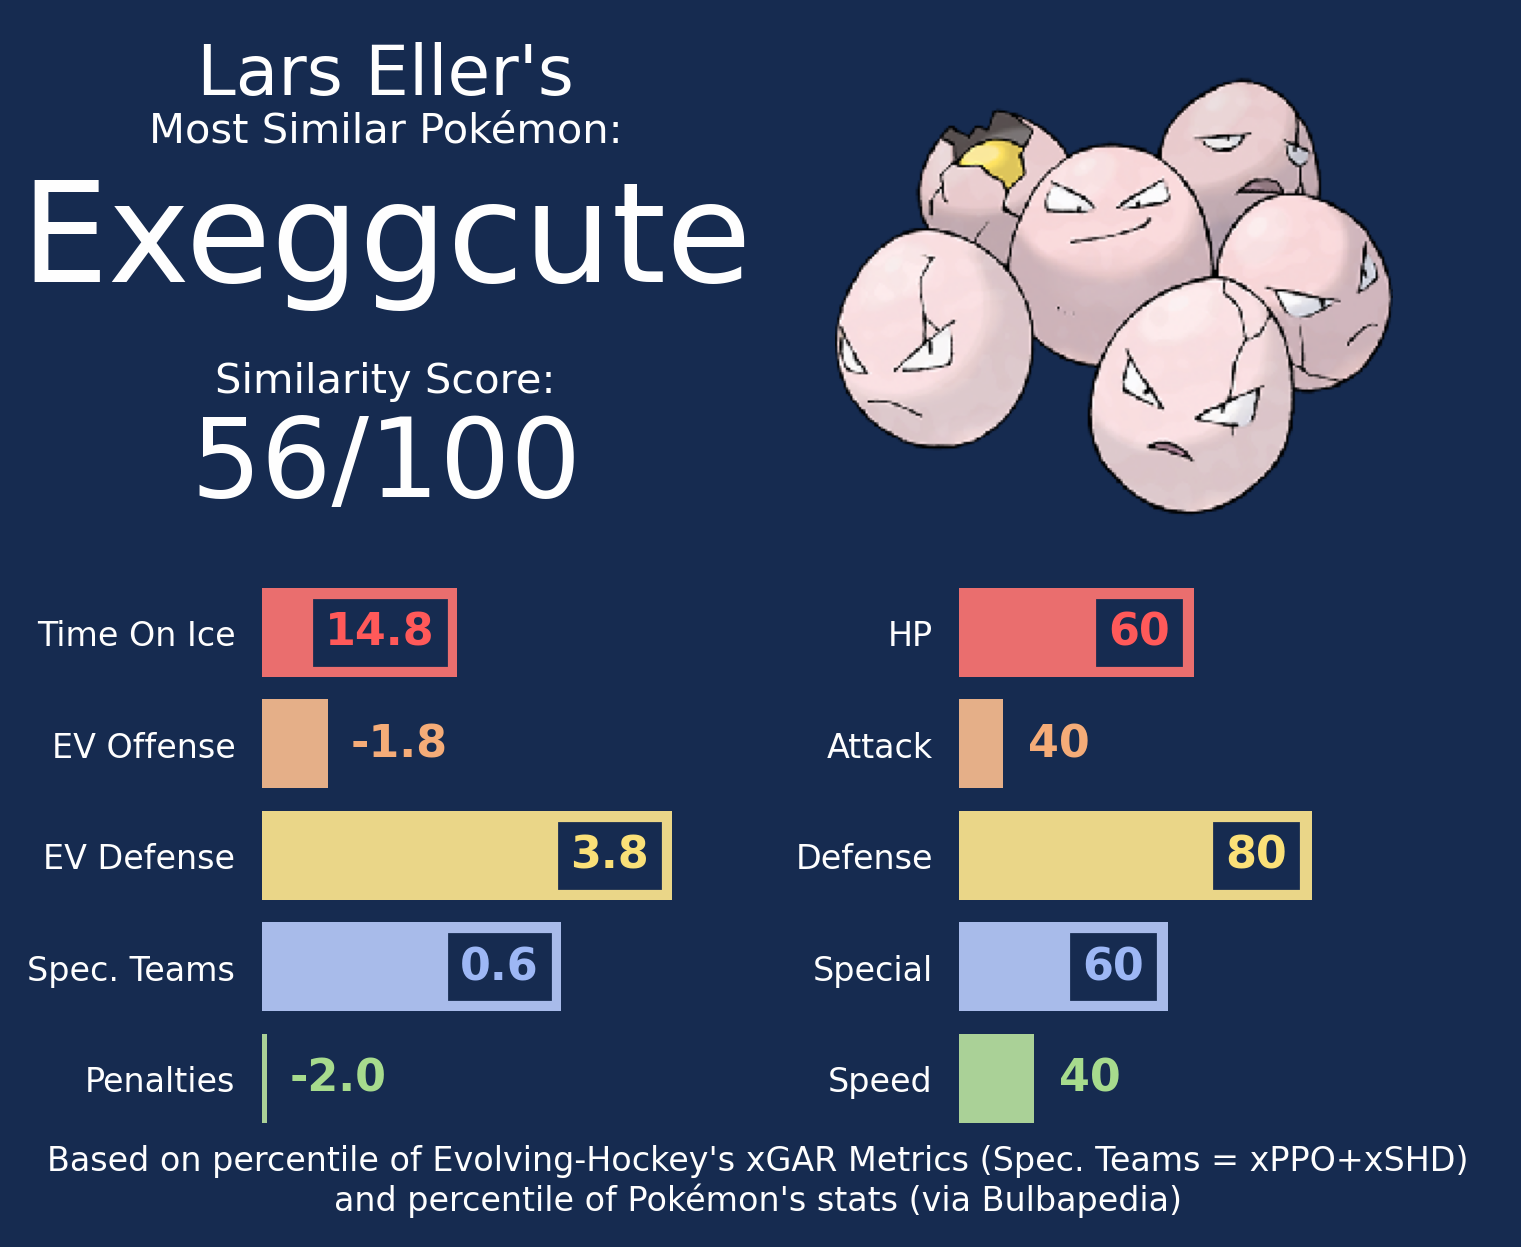 Lars Eller's
Most Similar Pokémon:
Exeggcute
Similarity Score:
56/100
Time On Ice 14.8
EV Offense -1.8
EV Defense 3.8
Spec. Teams 0.6
Penalties -2.0
HP 60
Attack 40
Defense 80
Special 60
Speed 40
Based on percentile of Evolving-Hockey's xGAR Metrics (Spec. Teams = xPPO+xSHD)
and percentile of Pokémon's stats (via Bulbapedia)